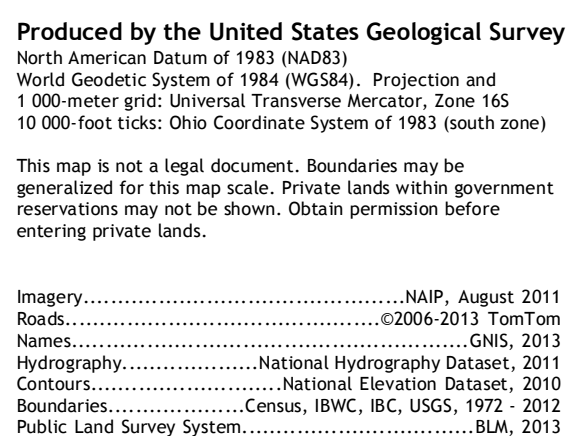 Produced by the United States Geological Survey
North American Datum of 1983 (NAD83)
World Geodetic System of 1984 (WGS84). Projection and
1 000-meter grid: Universal Transverse Mercator, Zone 16S
10 000-foot ticks: Ohio Coordinate System of 1983 (south zone)
This map is not a legal document. Boundaries may be
generalized for this map scale. Private lands within government
reservations may not be shown. Obtain permission before
entering private lands.
Imagery...............................................NAIP, August 2011
Roads..............................................©2006-2013 TomTom
Names..........................................................GNIS, 2013
Hydrography....................National Hydrography Dataset, 2011
Contours............................National Elevation Dataset, 2010
Boundaries....................Census, IBWC, IBC, USGS, 1972 - 2012
Public Land Survey System..................................BLM, 2013